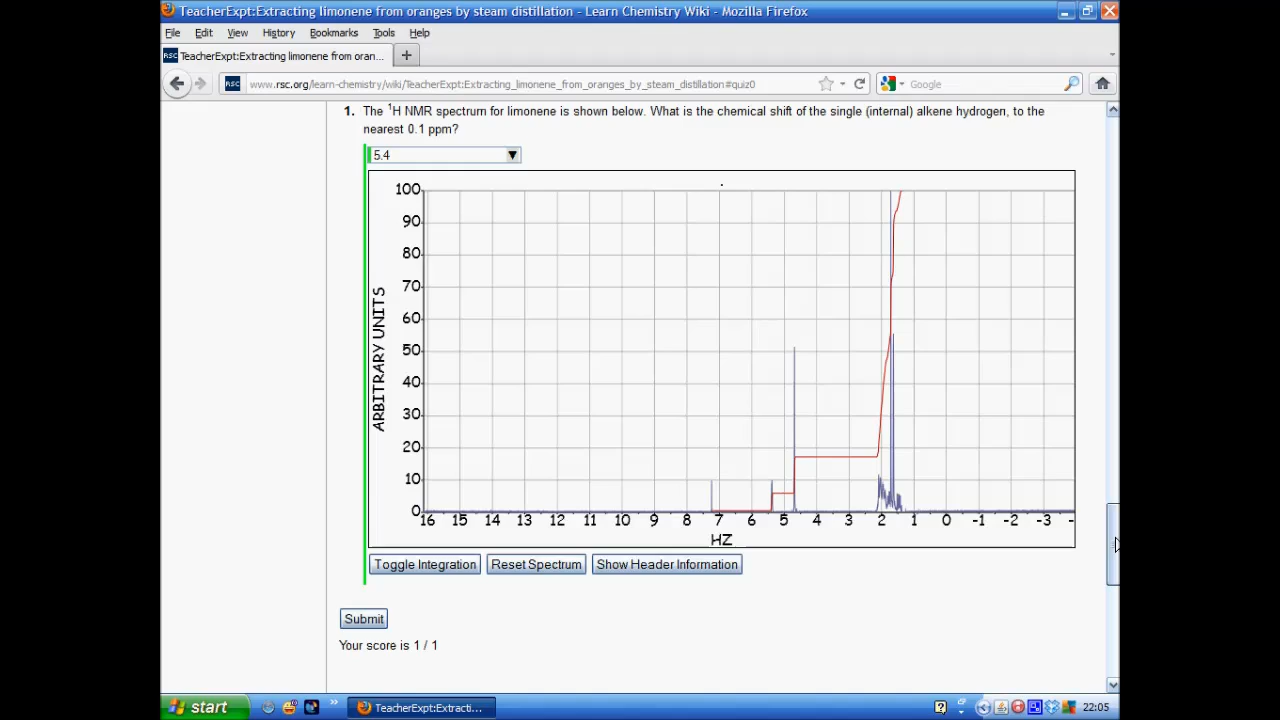 TeacherExpt:Extracting limonene from oranges by steam distillation - Learn Chemistry Wiki - Mozilla Firefox
File Edit View History Bookmarks Tools Help
RSC TeacherExpt:Extracting limonene from oran... +
RSC www.rsc.org/learn-chemistry/wiki/TeacherExpt:Extracting_limonene_from_oranges_by_steam_distillation#quiz0 Google
1. The ¹H NMR spectrum for limonene is shown below. What is the chemical shift of the single (internal) alkene hydrogen, to the
nearest 0.1 ppm?
5.4
100
90
80
70
60
50
40
30
20
10
0
ARBITRARY UNITS
16 15 14 13 12 11 10 9 8 7 6 5 4 3 2 1 0 -1 -2 -3 -
HZ
Toggle Integration Reset Spectrum Show Header Information
Submit
Your score is 1 / 1
start TeacherExpt:Extracti... 22:05